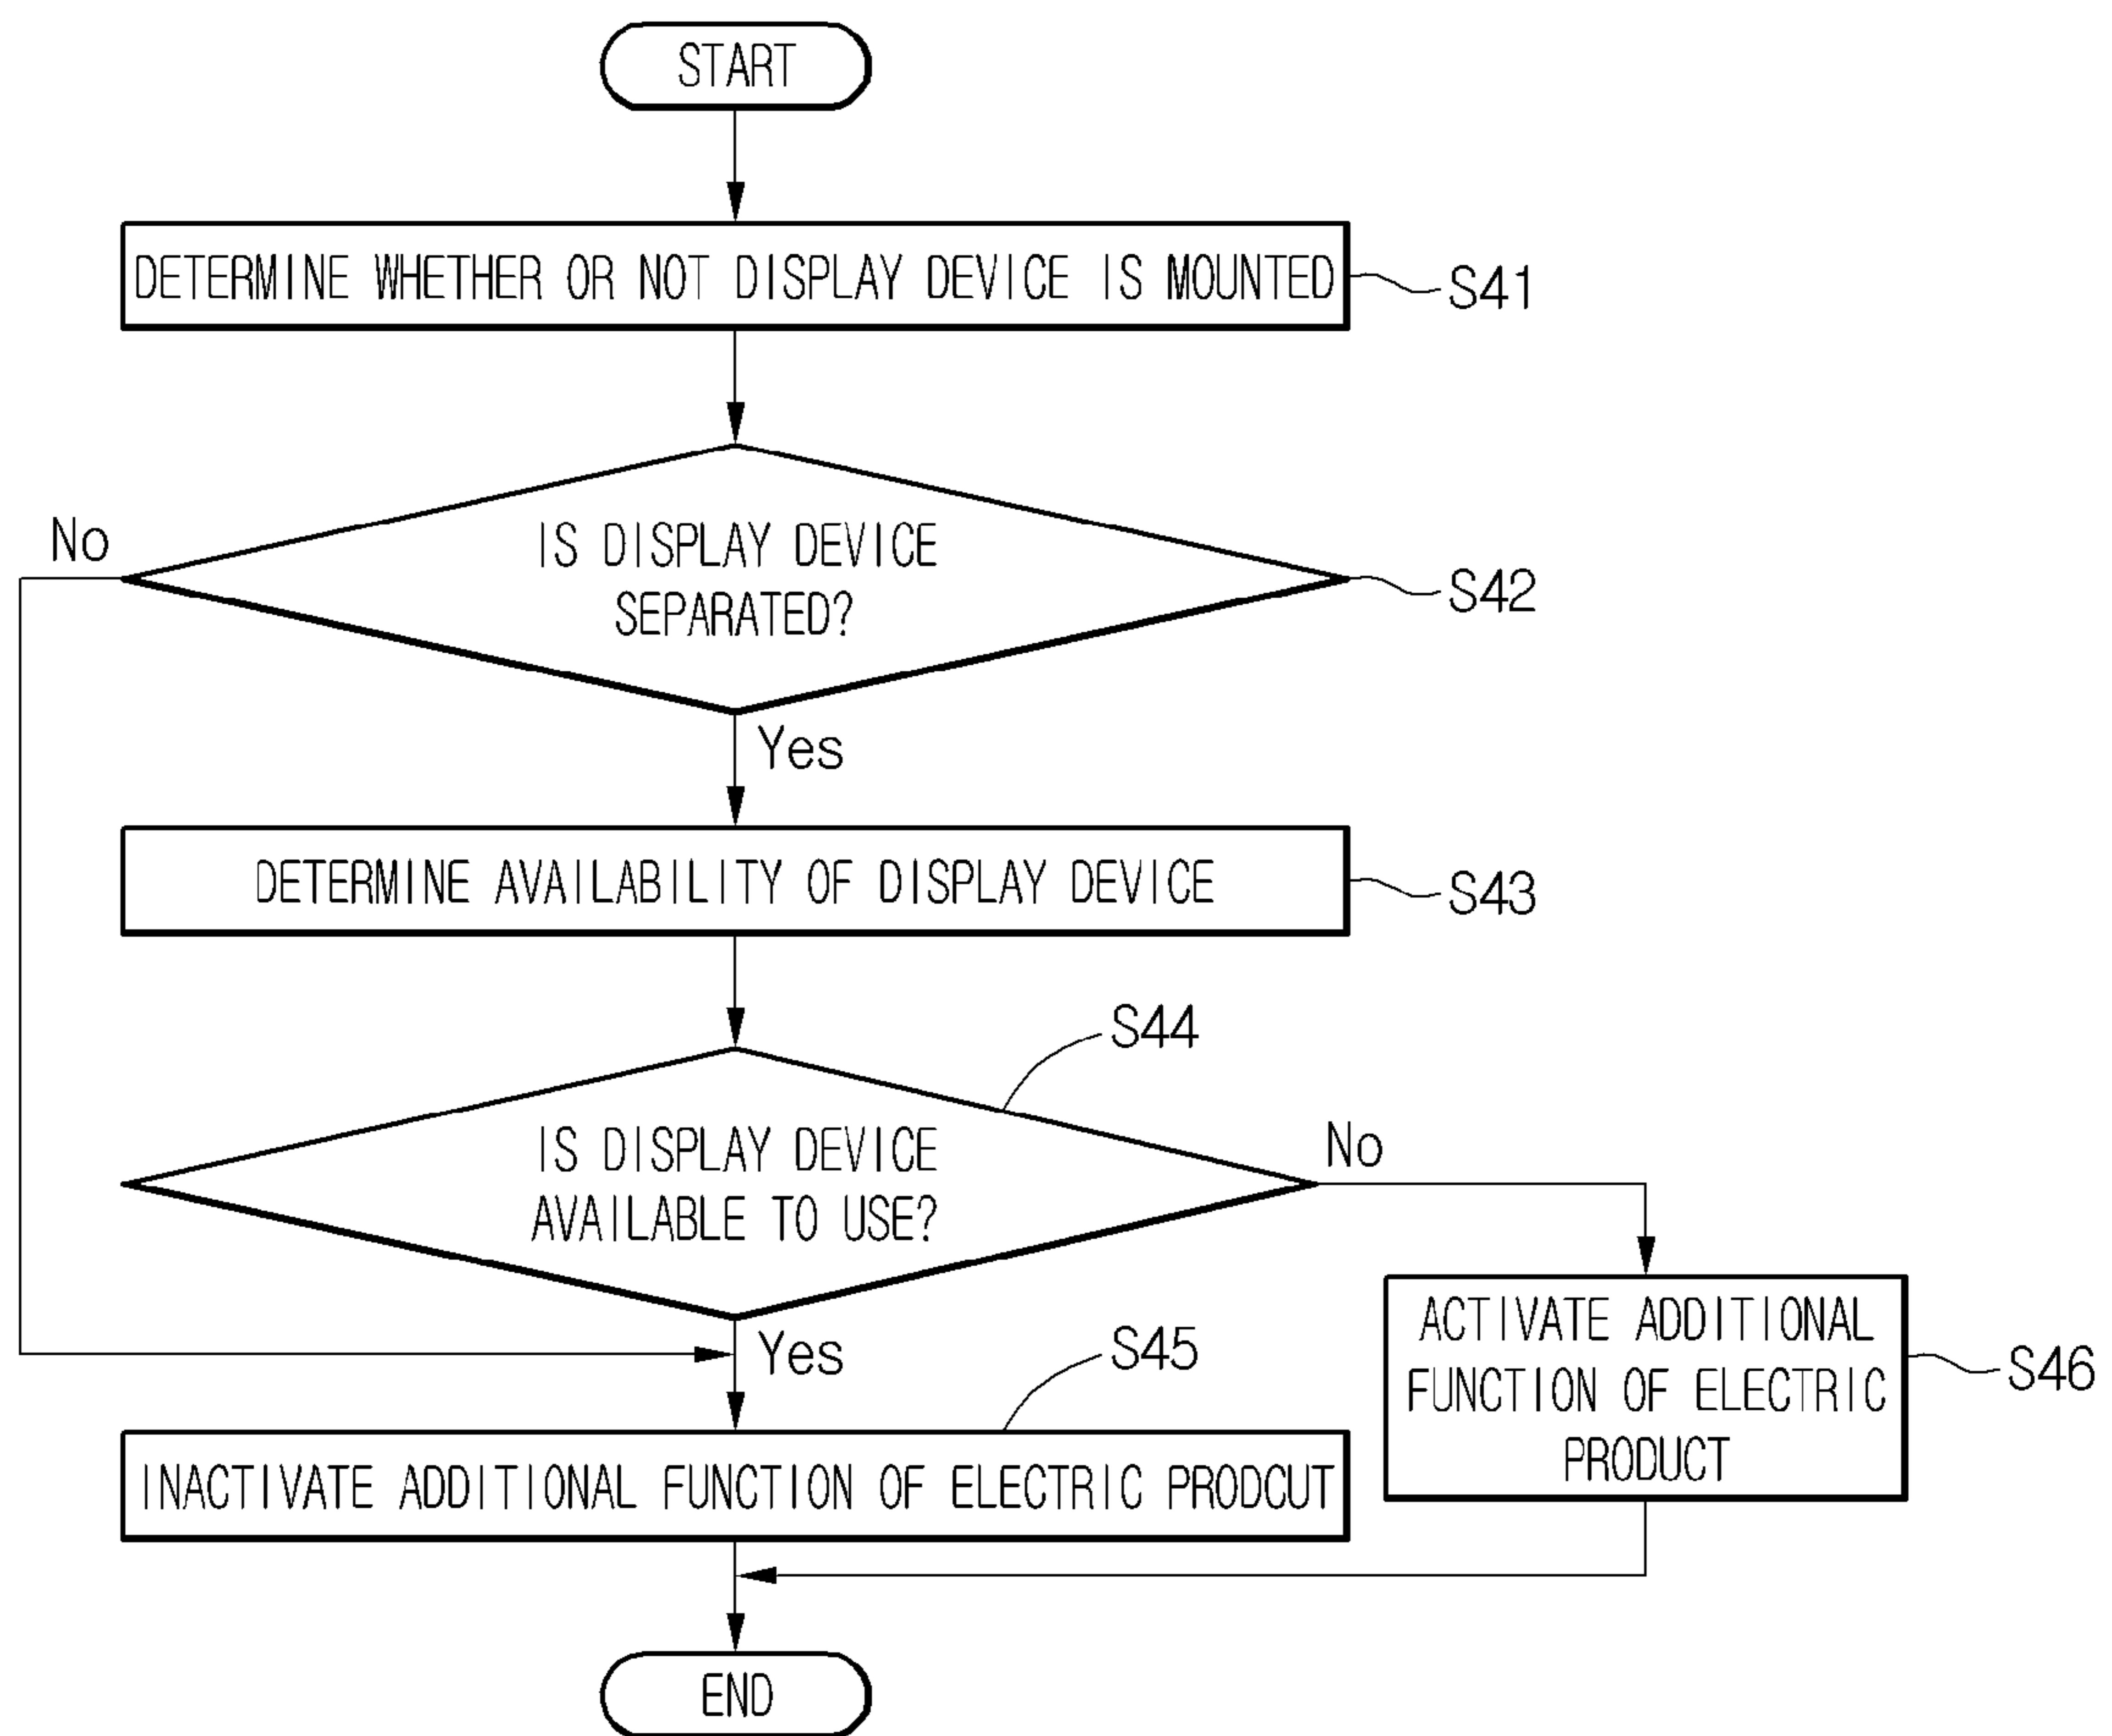 START
DETERMINE WHETHER OR NOT DISPLAY DEVICE IS MOUNTED
S41
IS DISPLAY DEVICE
SEPARATED?
No
S42
Yes
DETERMINE AVAILABILITY OF DISPLAY DEVICE
S43
S44
IS DISPLAY DEVICE
AVAILABLE TO USE?
No
Yes
S45
ACTIVATE ADDITIONAL
FUNCTION OF ELECTRIC
PRODUCT
S46
INACTIVATE ADDITIONAL FUNCTION OF ELECTRIC PRODCUT
END